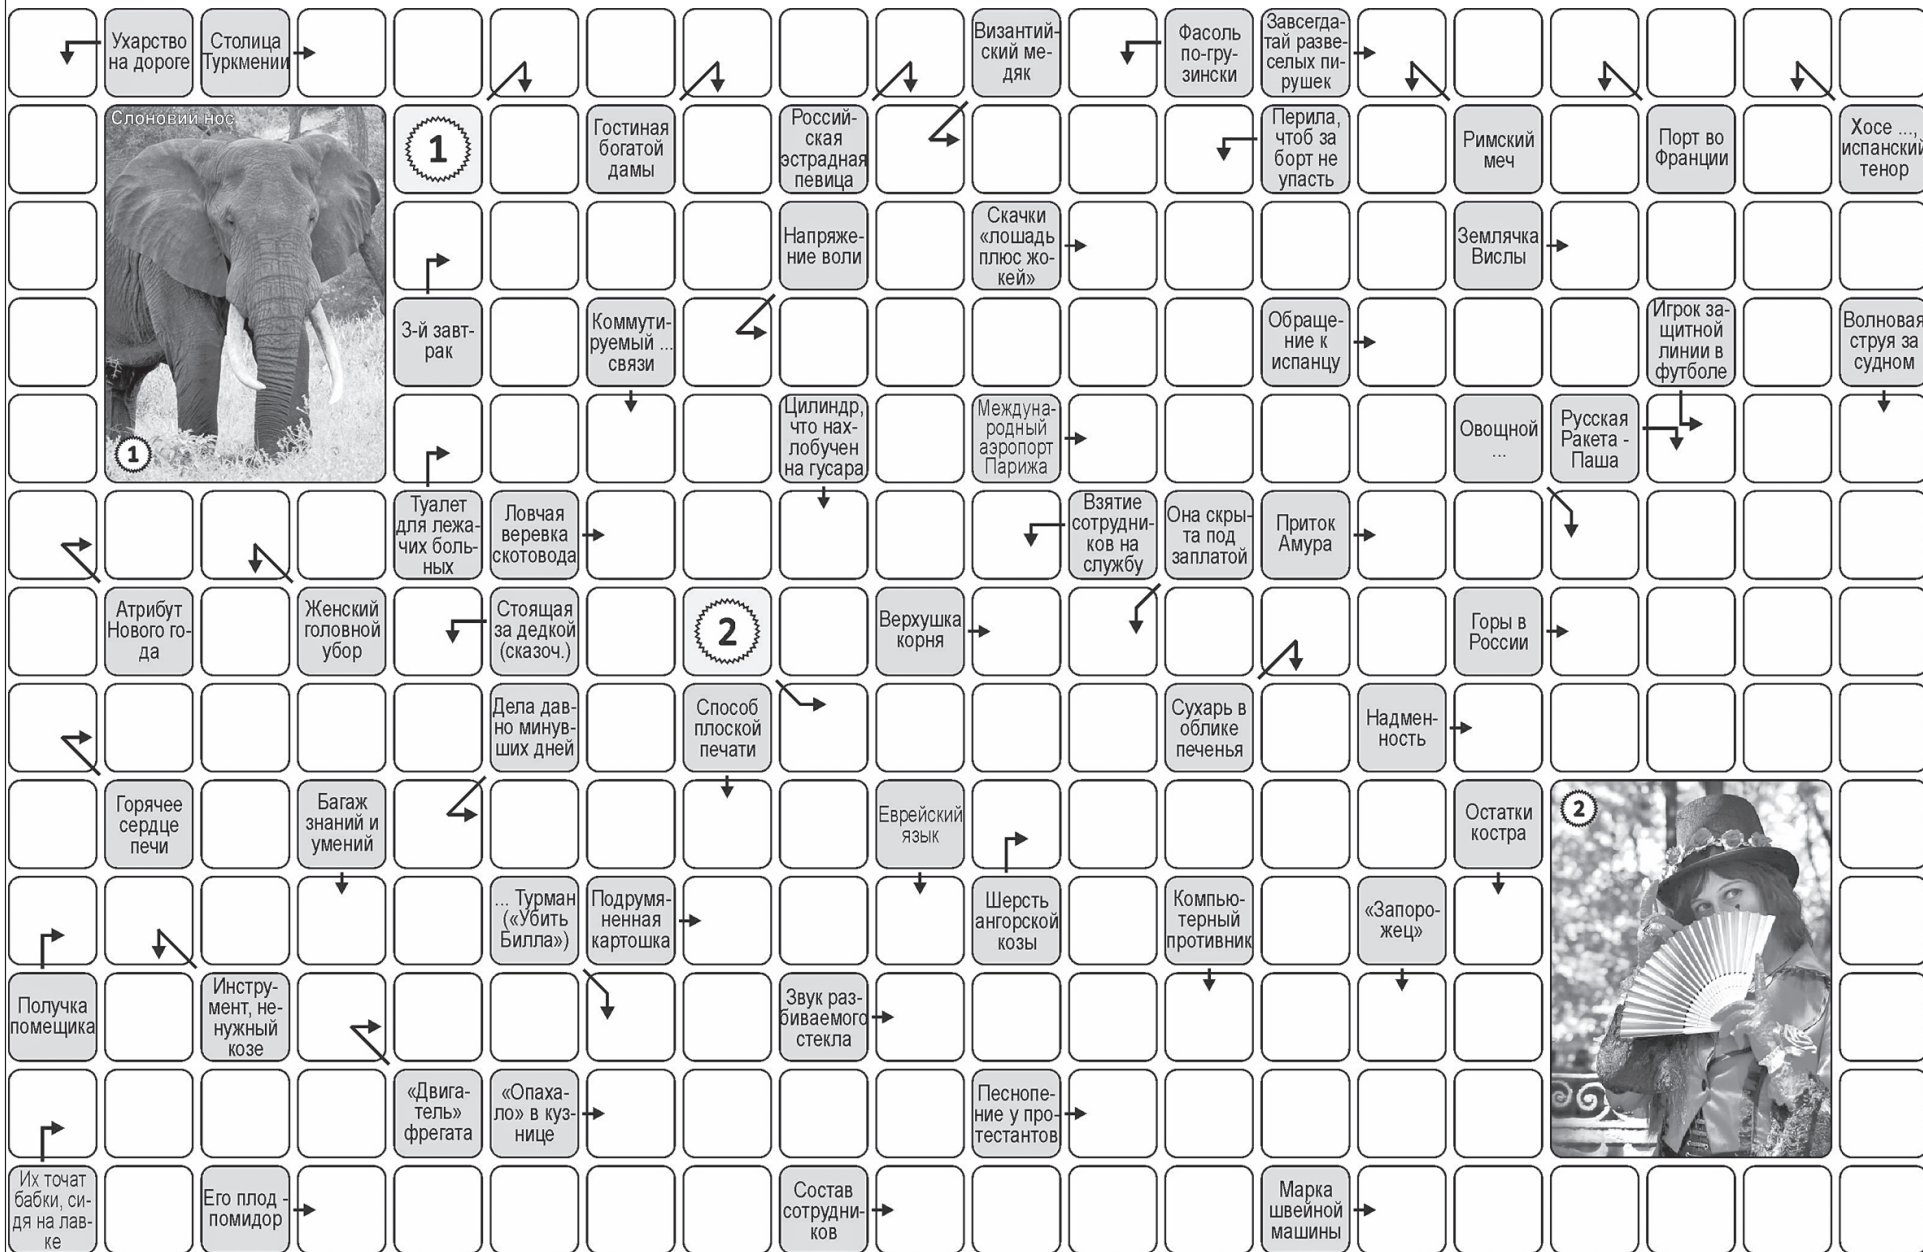 Ухарство
на дороге
Столица
Туркмении
Византий-
ский ме-
дяк
Фасоль
по-гру-
зински
Завсегда-
тай разве-
селых пи-
рушек
Слоновий нос
1
Гостиная
богатой
дамы
Россий-
ская
эстрадная
певица
Перила,
чтоб за
борт не
упасть
Римский
меч
Порт во
Франции
Хосе ...,
испанский
тенор
Напряже-
ние воли
Скачки
«лошадь
плюс жо-
кей»
Землячка
Вислы
3-й завт-
рак
Коммути-
руемый ...
связи
Обраще-
ние к
испанцу
Игрок за-
щитной
линии в
футболе
Волновая
струя за
судном
1
Цилиндр,
что нах-
лобучен
на гусара
Междуна-
родный
аэропорт
Парижа
Овощной
...
Русская
Ракета -
Паша
Туалет
для лежа-
чих боль-
ных
Ловчая
веревка
скотовода
Взятие
сотрудни-
ков на
службу
Она скры-
та под
заплатой
Приток
Амура
Атрибут
Нового го-
да
Женский
головной
убор
Стоящая
за дедкой
(сказоч.)
2
Верхушка
корня
Горы в
России
Дела дав-
но минув-
ших дней
Способ
плоской
печати
Сухарь в
облике
печенья
Надмен-
ность
Горячее
сердце
печи
Багаж
знаний и
умений
Еврейский
язык
Остатки
костра
2
... Турман
(«Убить
Билла»)
Подрумя-
ненная
картошка
Шерсть
ангорской
козы
Компью-
терный
противник
«Запоро-
жец»
Получка
помещика
Инстру-
мент, не-
нужный
козе
Звук раз-
биваемого
стекла
«Двига-
тель»
фрегата
«Опаха-
ло» в куз-
нице
Песнопе-
ние у про-
тестантов
Их точат
бабки, си-
дя на лав-
ке
Его плод -
помидор
Состав
сотрудни-
ков
Марка
швейной
машины